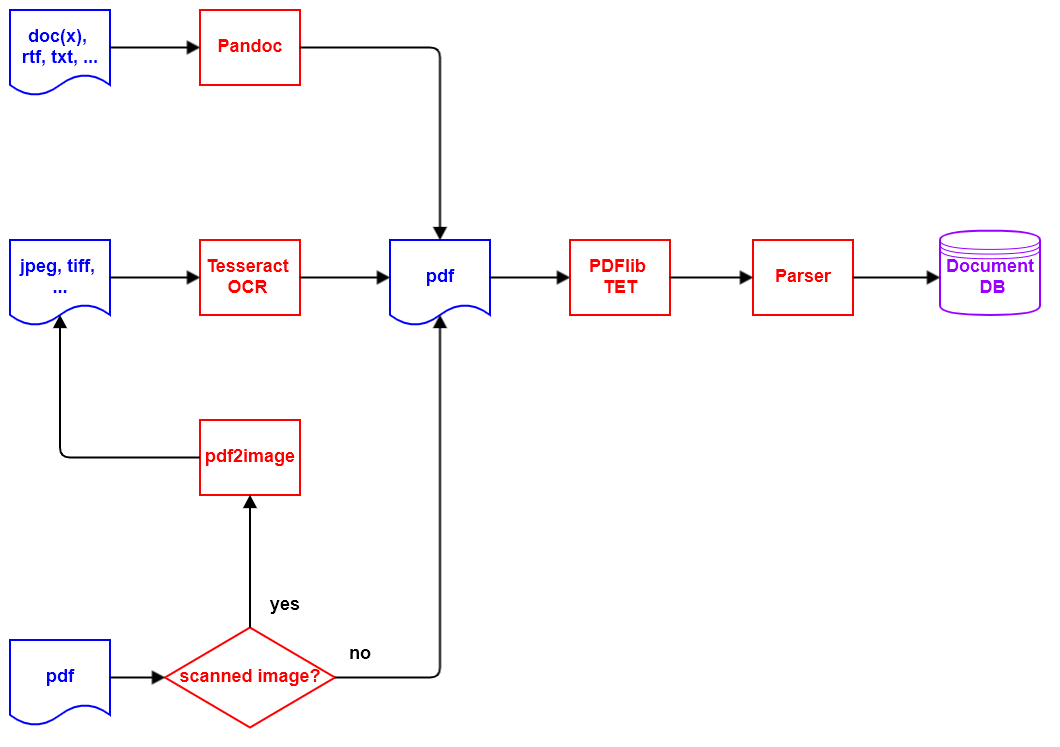 doc(x),
rtf, txt, ...
Pandoc
jpeg, tiff,
...
Tesseract
OCR
pdf
PDFlib
TET
Parser
Document
DB
pdf2image
yes
no
pdf
scanned image?